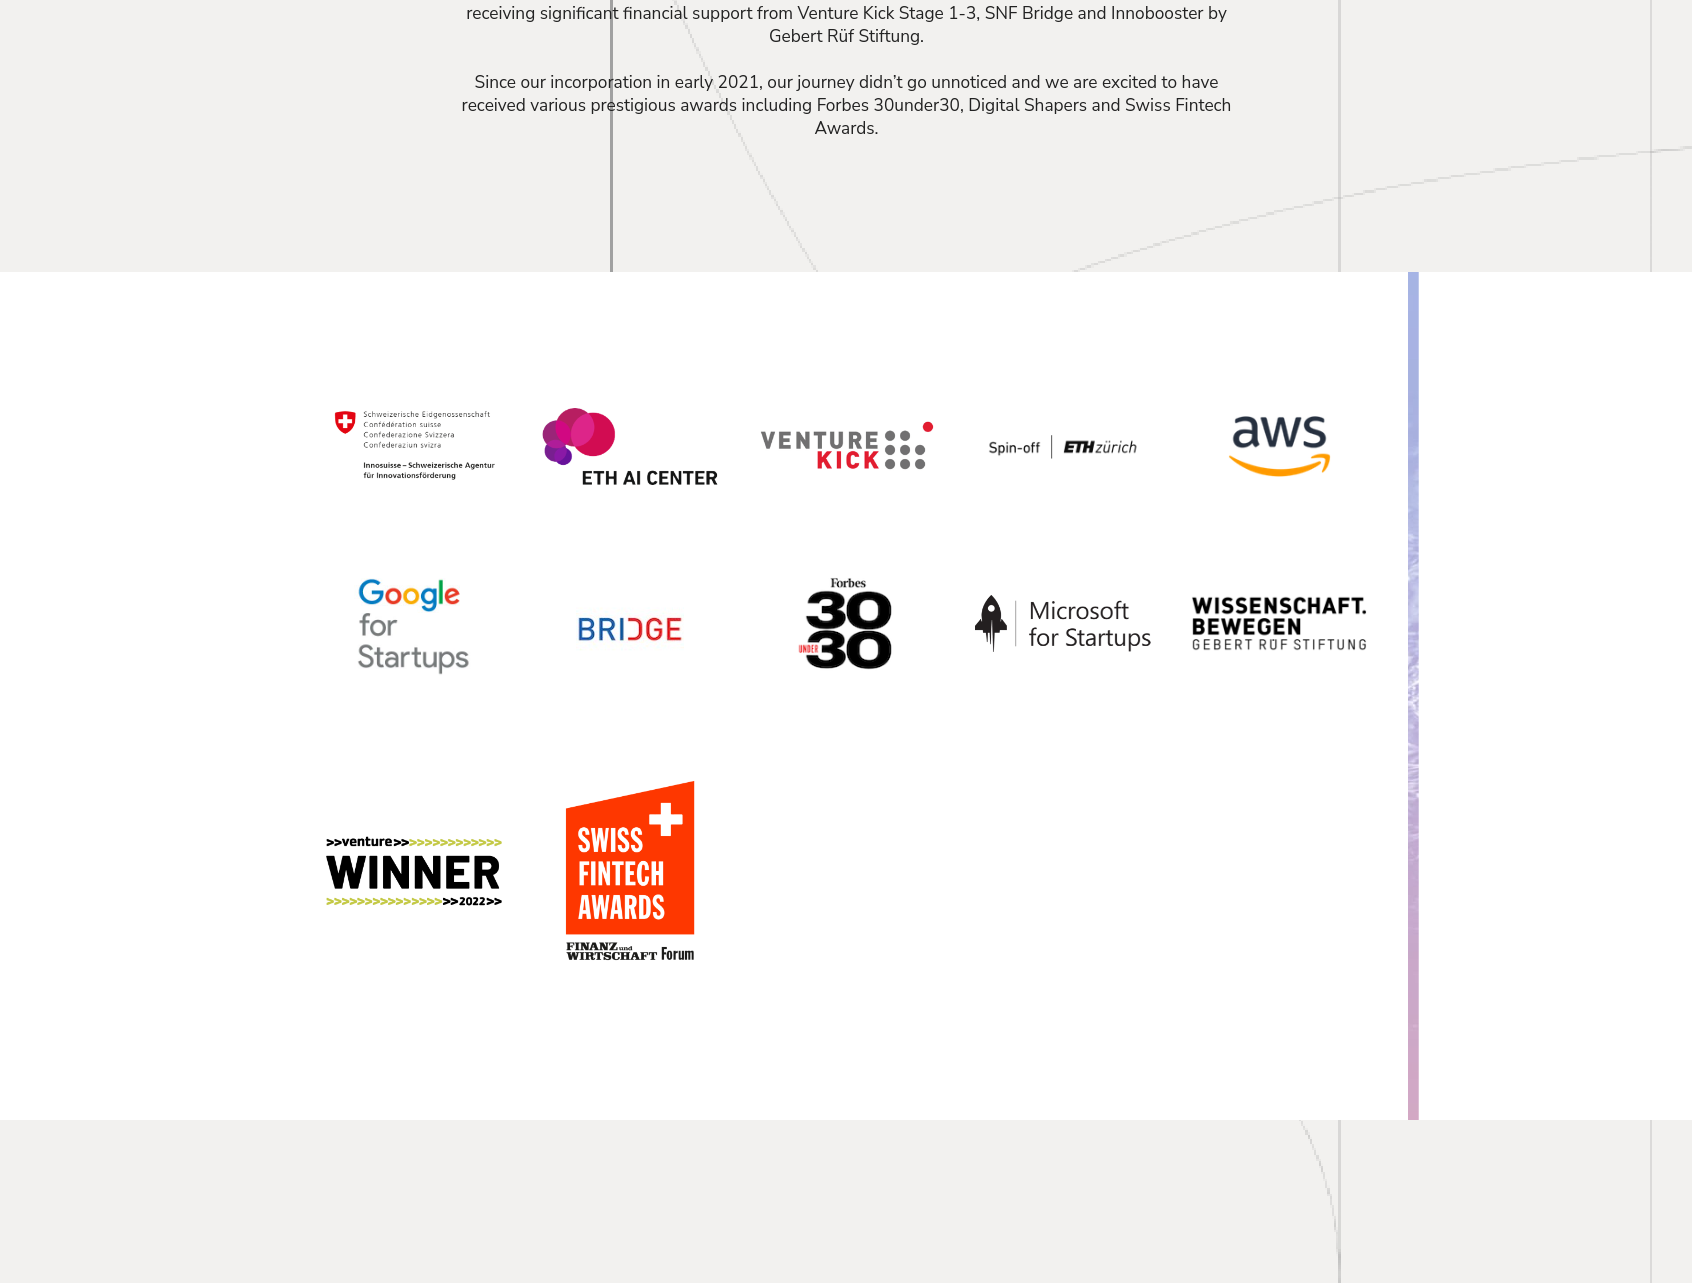 receiving significant financial support from Venture Kick Stage 1-3, SNF Bridge and Innobooster by
Gebert Rüf Stiftung.
Since our incorporation in early 2021, our journey didn’t go unnoticed and we are excited to have
received various prestigious awards including Forbes 30under30, Digital Shapers and Swiss Fintech
Awards.
Schweizerische Eidgenossenschaft
Confédération suisse
Confederazione Svizzera
Confederaziun svizra
Innosuisse – Schweizerische Agentur
für Innovationsförderung
ETH AI CENTER
VENTURE
KICK
Spin-off | ETH zürich
aws
Google
for
Startups
BRIDGE
Forbes
30
UNDER
30
Microsoft
for Startups
WISSENSCHAFT.
BEWEGEN
GEBERT RÜF STIFTUNG
>>venture>>>>>>>>>>>>>>
WINNER
>>>>>>>>>>>>>>>>>2022>>
SWISS
FINTECH
AWARDS
FINANZ und
WIRTSCHAFT Forum